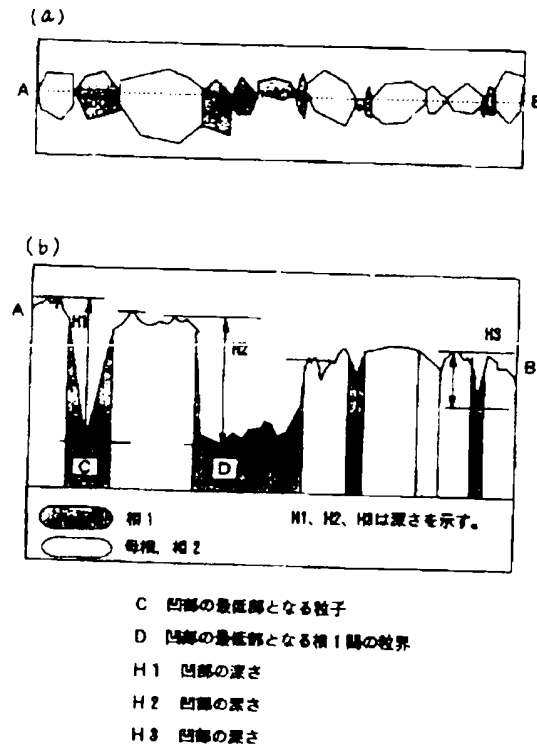 (a)
A B
(b)
A H1 H2 H3 B
C D
相1 H1、H2、H3は深さを示す。
母相、相2
C 凹部の最低部となる粒子
D 凹部の最低部となる相1間の粒界
H1 凹部の深さ
H2 凹部の深さ
H3 凹部の深さ